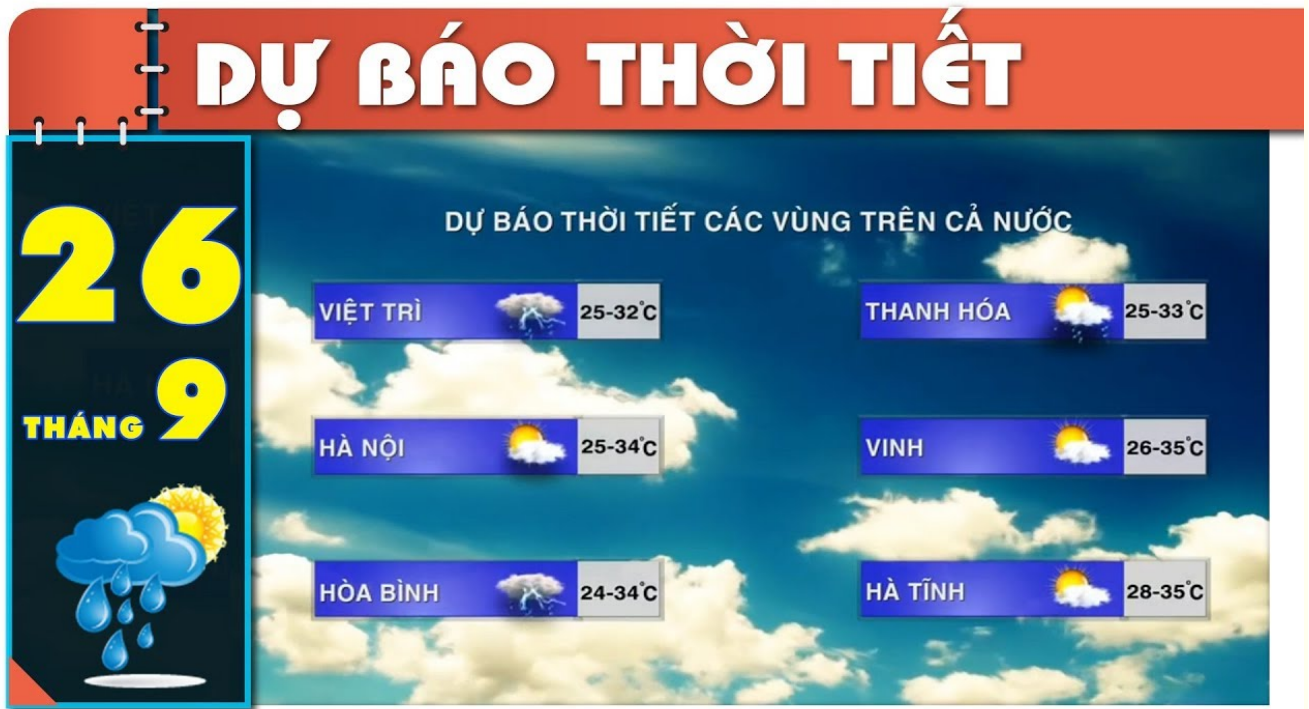 DỰ BÁO THỜI TIẾT
26
THÁNG 9
DỰ BÁO THỜI TIẾT CÁC VÙNG TRÊN CẢ NƯỚC
VIỆT TRÌ 25-32°C
THANH HÓA 25-33°C
HÀ NỘI 25-34°C
VINH 26-35°C
HÒA BÌNH 24-34°C
HÀ TĨNH 28-35°C